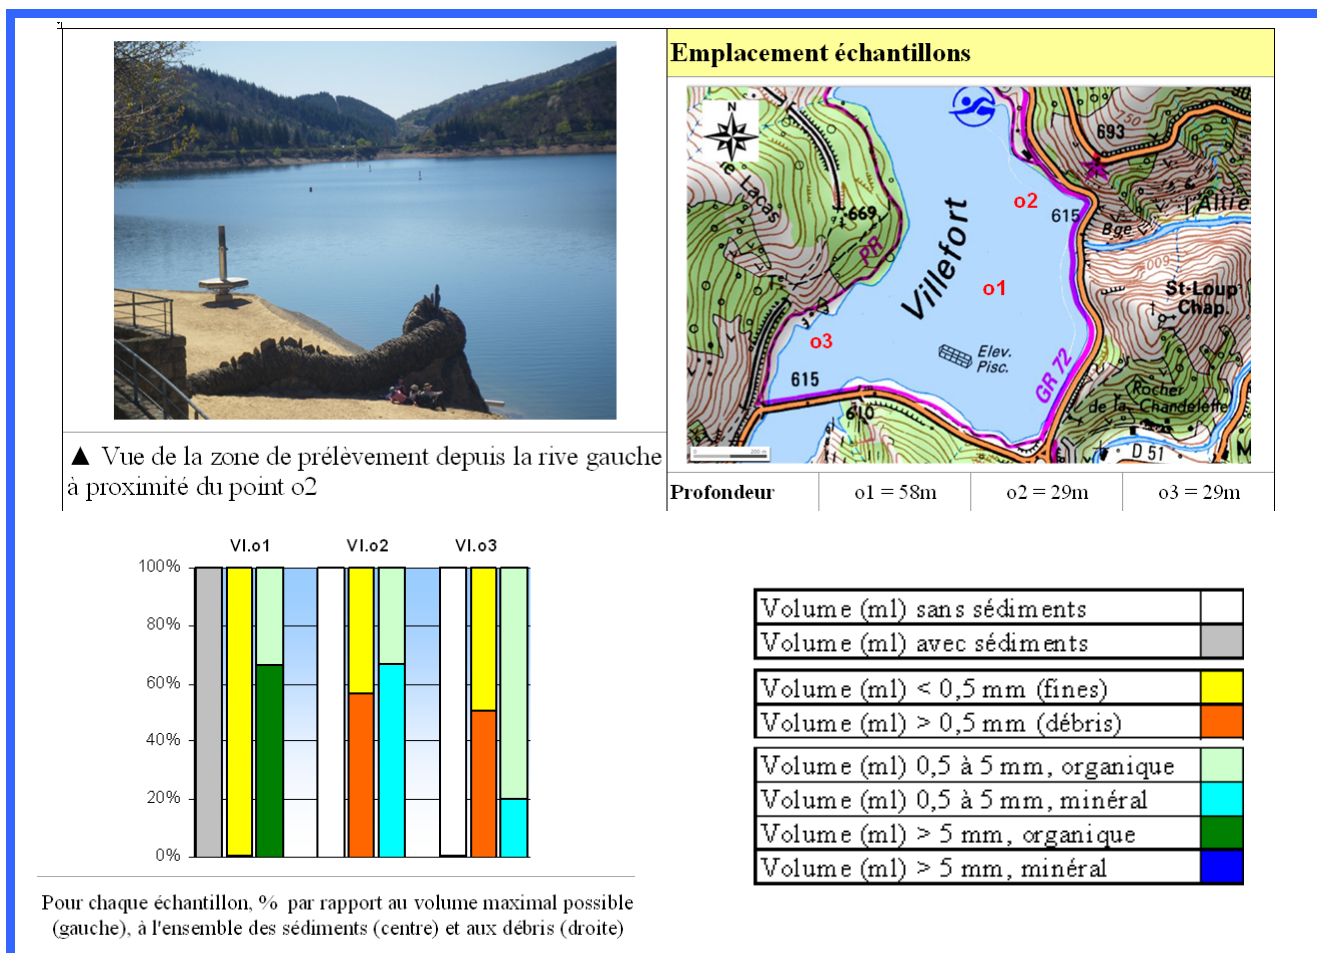 Emplacement échantillons
N
693
750
le Lacas
o2
615
l'Altie
Bge
669
PR
Villefort
600
o1
St-Loup
Chap.
o3
Elev.
Pisc.
GR 72
615
610
Rocher
de la Chandelette
D 51
M
▲ Vue de la zone de prélèvement depuis la rive gauche
à proximité du point o2
Profondeur o1 = 58m o2 = 29m o3 = 29m
VI.o1 VI.o2 VI.o3
100%
80%
60%
40%
20%
0%
Volume (ml) sans sédiments
Volume (ml) avec sédiments
Volume (ml) < 0,5 mm (fines)
Volume (ml) > 0,5 mm (débris)
Volume (ml) 0,5 à 5 mm, organique
Volume (ml) 0,5 à 5 mm, minéral
Volume (ml) > 5 mm, organique
Volume (ml) > 5 mm, minéral
Pour chaque échantillon, % par rapport au volume maximal possible
(gauche), à l'ensemble des sédiments (centre) et aux débris (droite)